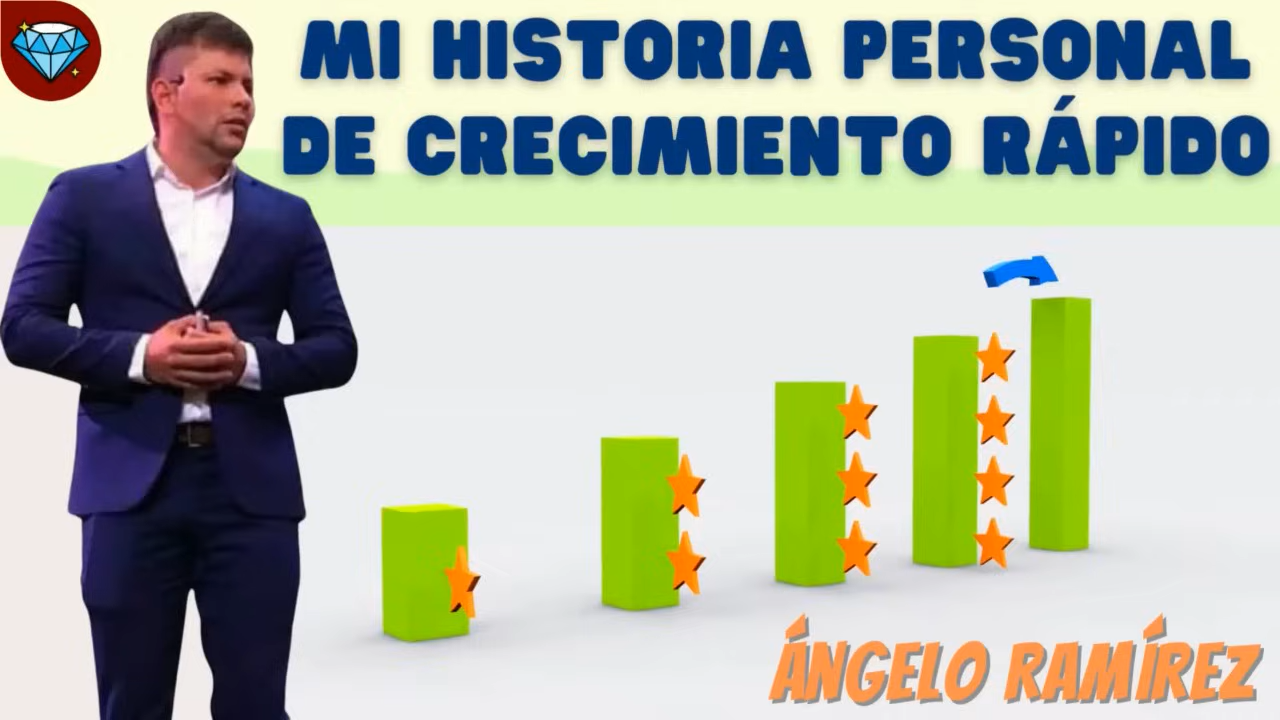 MI HISTORIA PERSONAL
DE CRECIMIENTO RÁPIDO
ÁNGELO RAMÍREZ